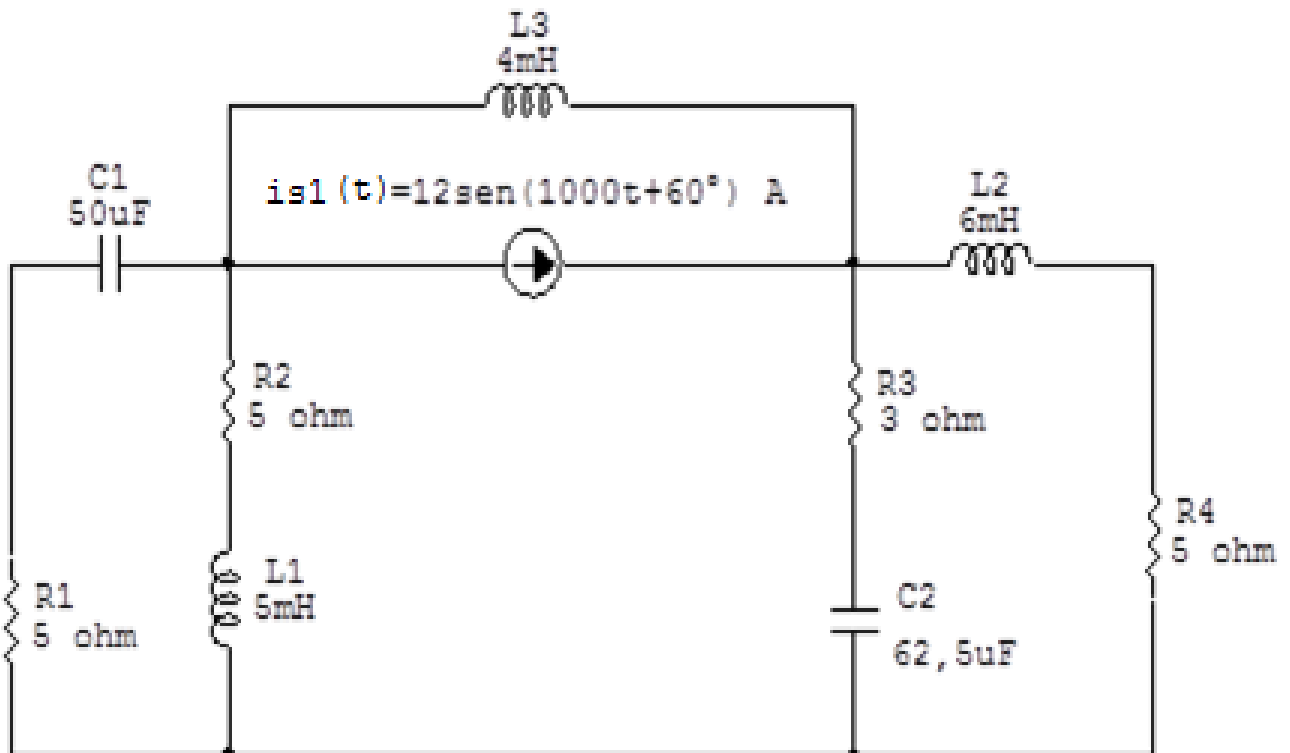 L3
4mH
C1
50uF
is1(t)=12sen(1000t+60°) A
L2
6mH
R2
5 ohm
R3
3 ohm
R4
5 ohm
R1
5 ohm
L1
5mH
C2
62,5uF